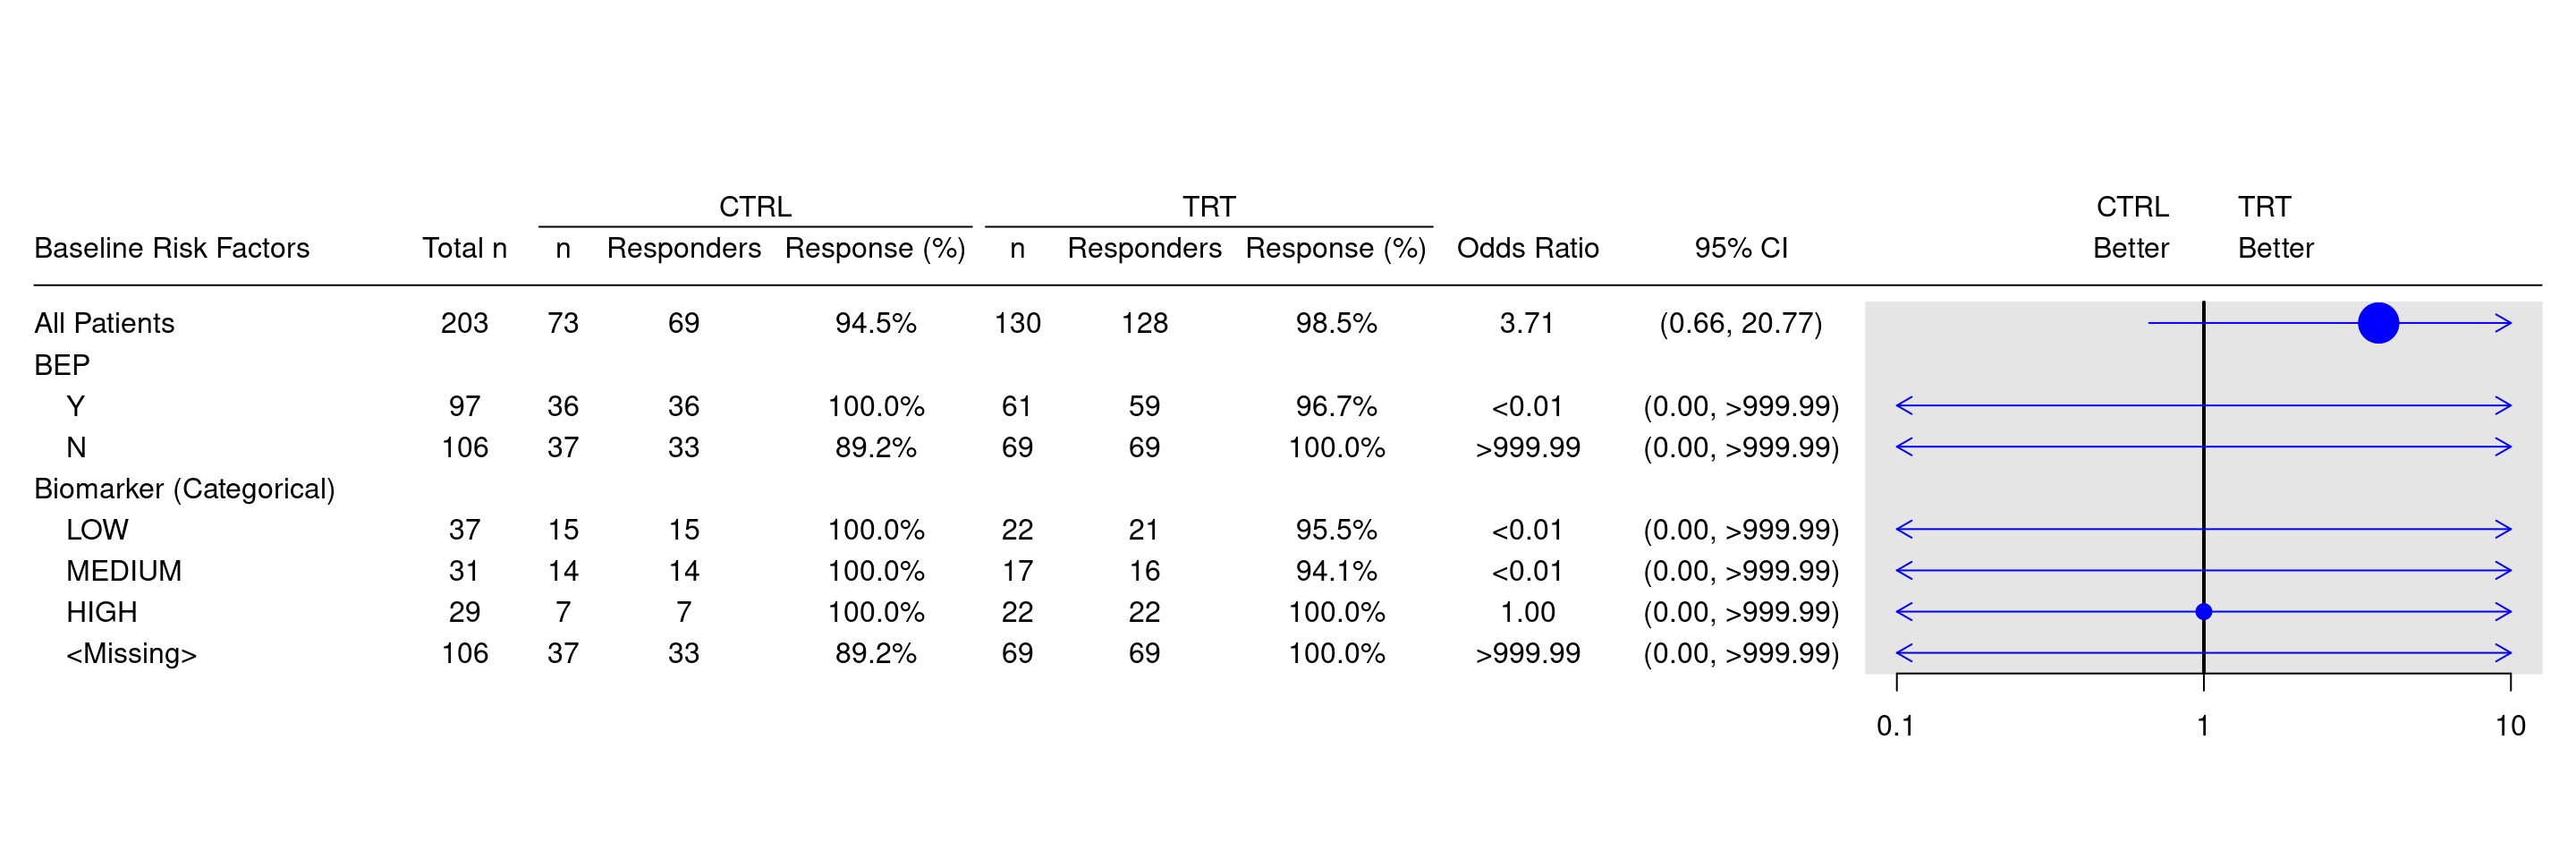 CTRL TRT CTRL TRT
Baseline Risk Factors Total n n Responders Response (%) n Responders Response (%) Odds Ratio 95% CI Better Better
All Patients 203 73 69 94.5% 130 128 98.5% 3.71 (0.66, 20.77)
BEP
Y 97 36 36 100.0% 61 59 96.7% <0.01 (0.00, >999.99)
N 106 37 33 89.2% 69 69 100.0% >999.99 (0.00, >999.99)
Biomarker (Categorical)
LOW 37 15 15 100.0% 22 21 95.5% <0.01 (0.00, >999.99)
MEDIUM 31 14 14 100.0% 17 16 94.1% <0.01 (0.00, >999.99)
HIGH 29 7 7 100.0% 22 22 100.0% 1.00 (0.00, >999.99)
<Missing> 106 37 33 89.2% 69 69 100.0% >999.99 (0.00, >999.99)
0.1 1 10